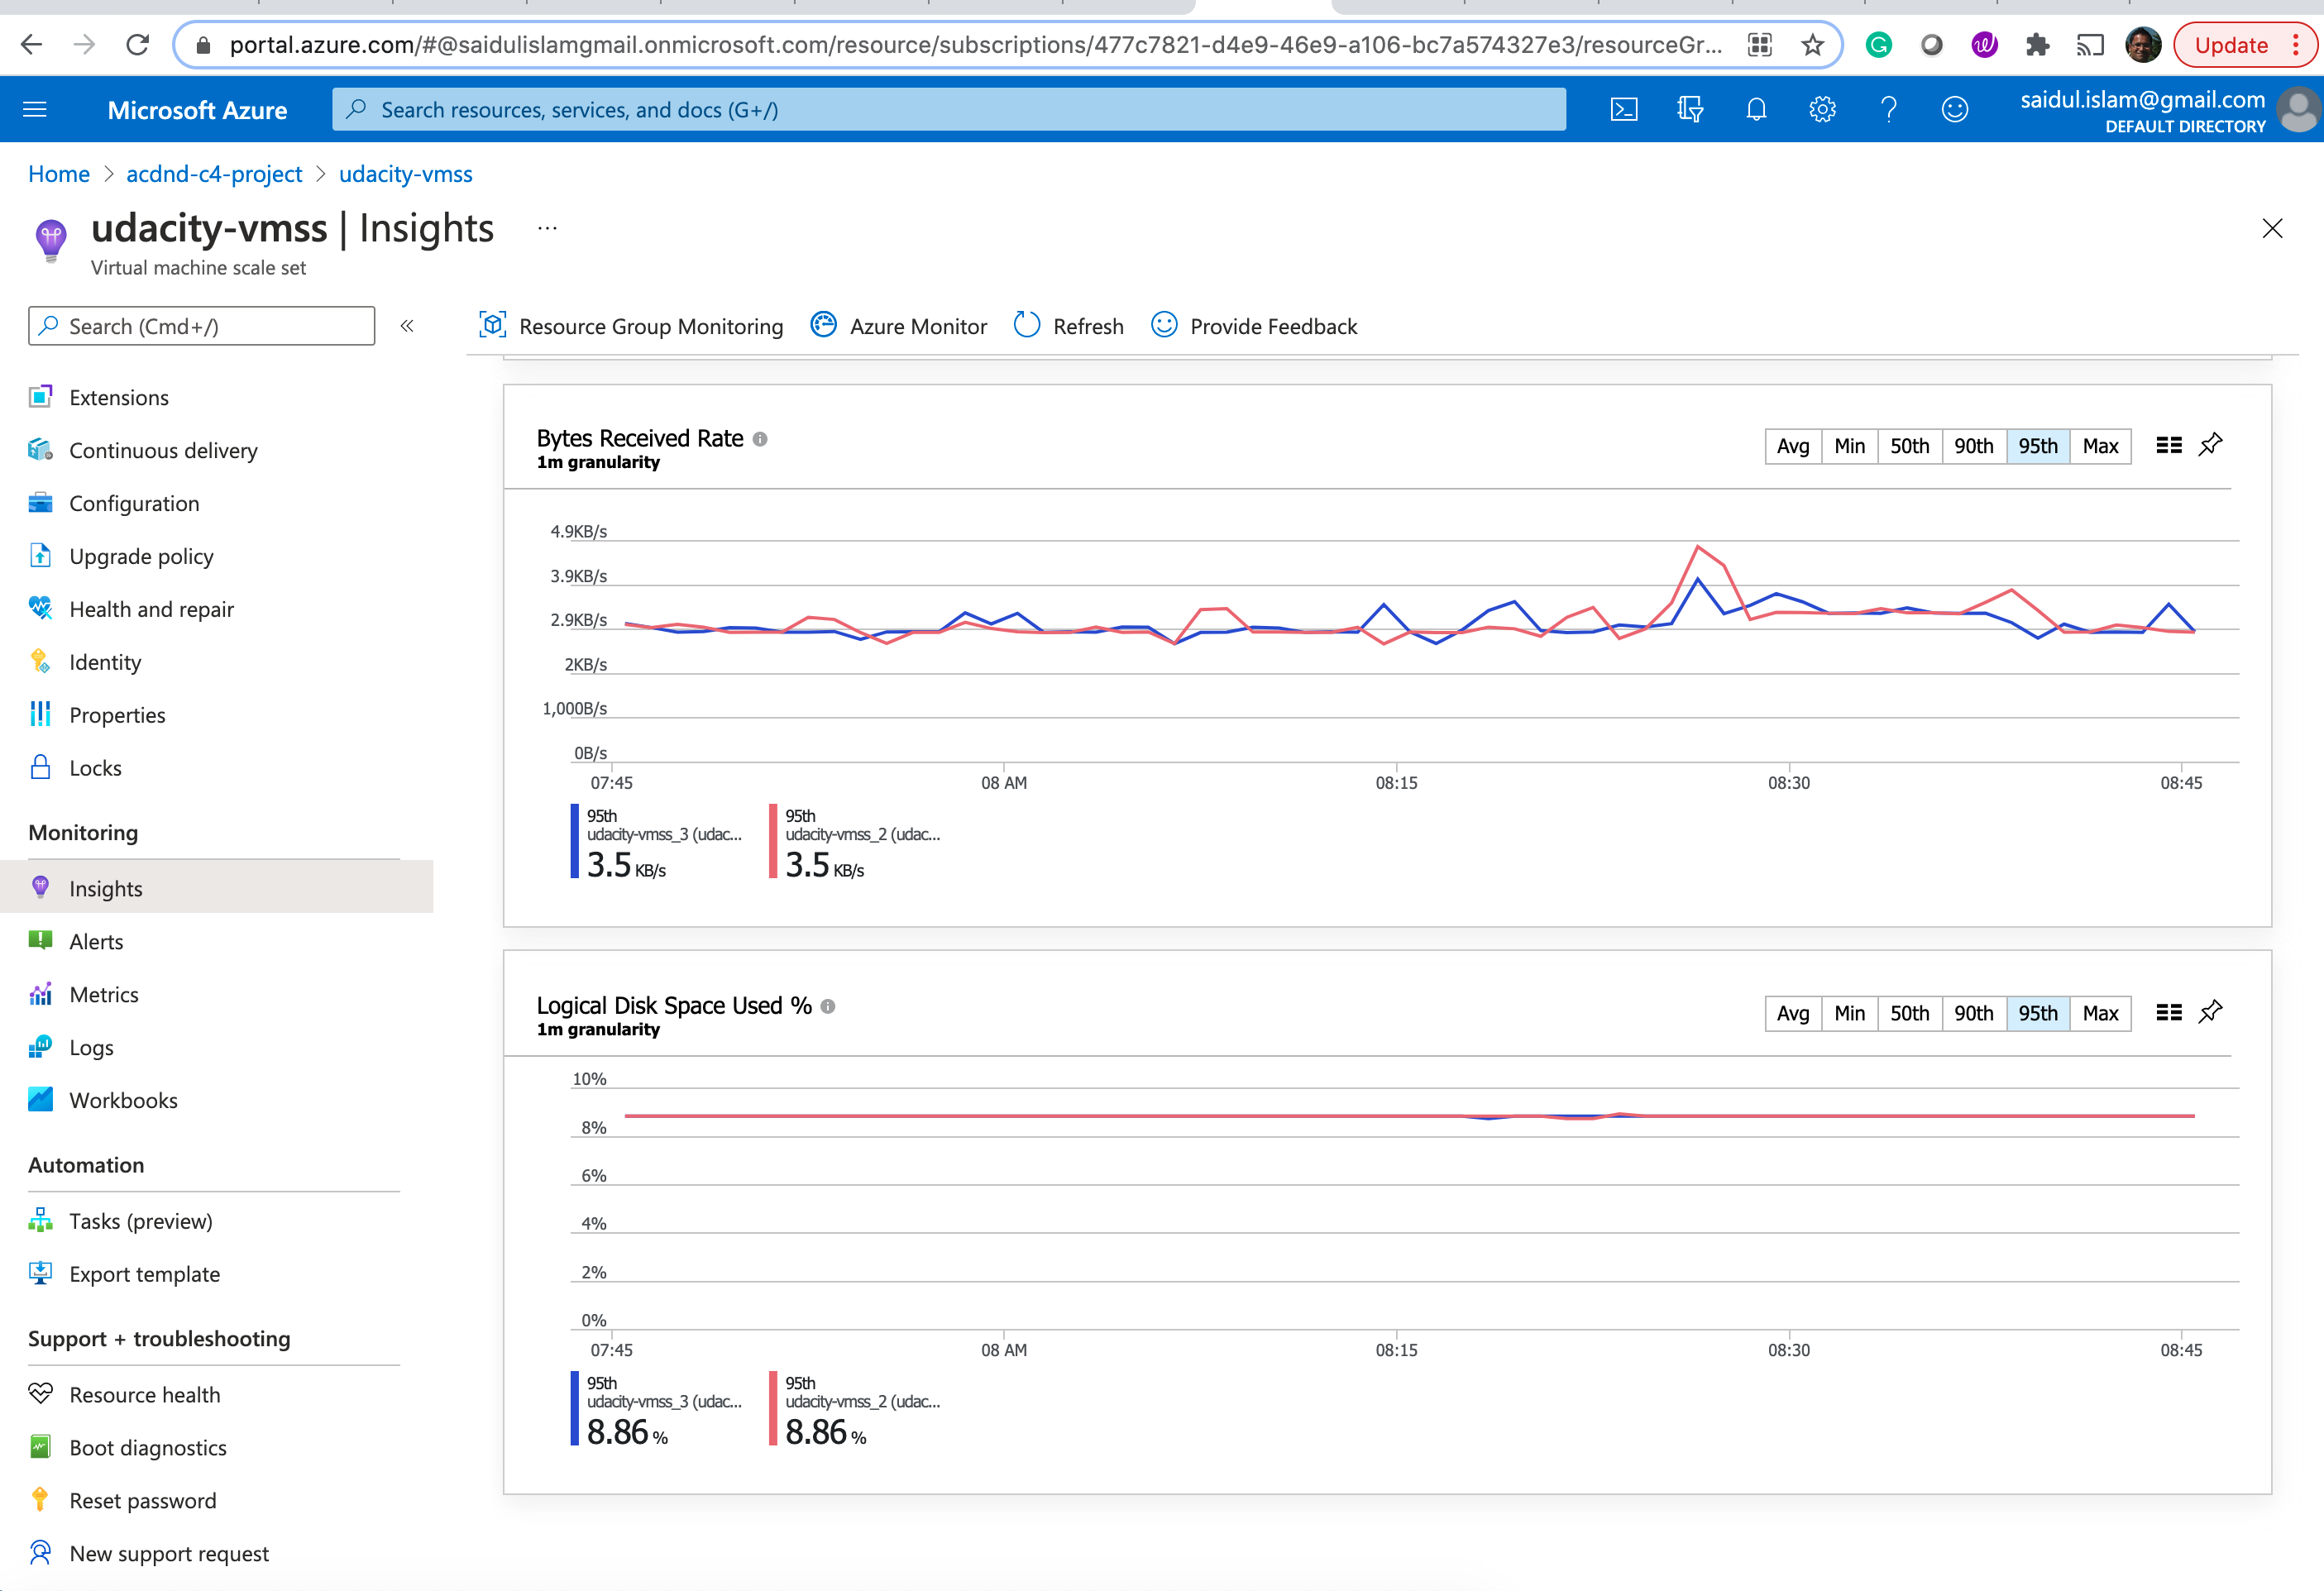 portal.azure.com/#@saidulislamgmail.onmicrosoft.com/resource/subscriptions/477c7821-d4e9-46e9-a106-bc7a574327e3/resourceGr...
Update
Microsoft Azure
Search resources, services, and docs (G+/)
saidul.islam@gmail.com
DEFAULT DIRECTORY
Home > acdnd-c4-project > udacity-vmss
udacity-vmss | Insights ...
Virtual machine scale set
Search (Cmd+/)
«
Resource Group Monitoring
Azure Monitor
Refresh
Provide Feedback
Extensions
Continuous delivery
Configuration
Upgrade policy
Health and repair
Identity
Properties
Locks
Monitoring
Insights
Alerts
Metrics
Logs
Workbooks
Automation
Tasks (preview)
Export template
Support + troubleshooting
Resource health
Boot diagnostics
Reset password
New support request
Bytes Received Rate
1m granularity
Avg Min 50th 90th 95th Max
4.9KB/s
3.9KB/s
2.9KB/s
2KB/s
1,000B/s
0B/s
07:45 08 AM 08:15 08:30 08:45
95th
udacity-vmss_3 (udac...
3.5 KB/s
95th
udacity-vmss_2 (udac...
3.5 KB/s
Logical Disk Space Used %
1m granularity
Avg Min 50th 90th 95th Max
10%
8%
6%
4%
2%
0%
07:45 08 AM 08:15 08:30 08:45
95th
udacity-vmss_3 (udac...
8.86 %
95th
udacity-vmss_2 (udac...
8.86 %